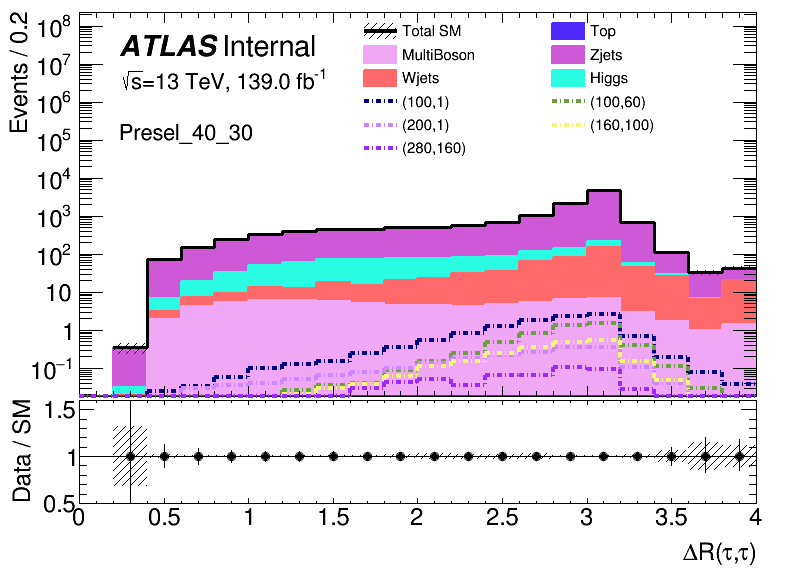 Events / 0.2
10⁸
10⁷
10⁶
10⁵
10⁴
10³
10²
10
1
10⁻¹
ATLAS Internal
√s=13 TeV, 139.0 fb⁻¹
Presel_40_30
Total SM
Top
MultiBoson
Zjets
Wjets
Higgs
(100,1)
(100,60)
(200,1)
(160,100)
(280,160)
Data / SM
1.5
1
0.5
0 0.5 1 1.5 2 2.5 3 3.5 4
ΔR(τ,τ)